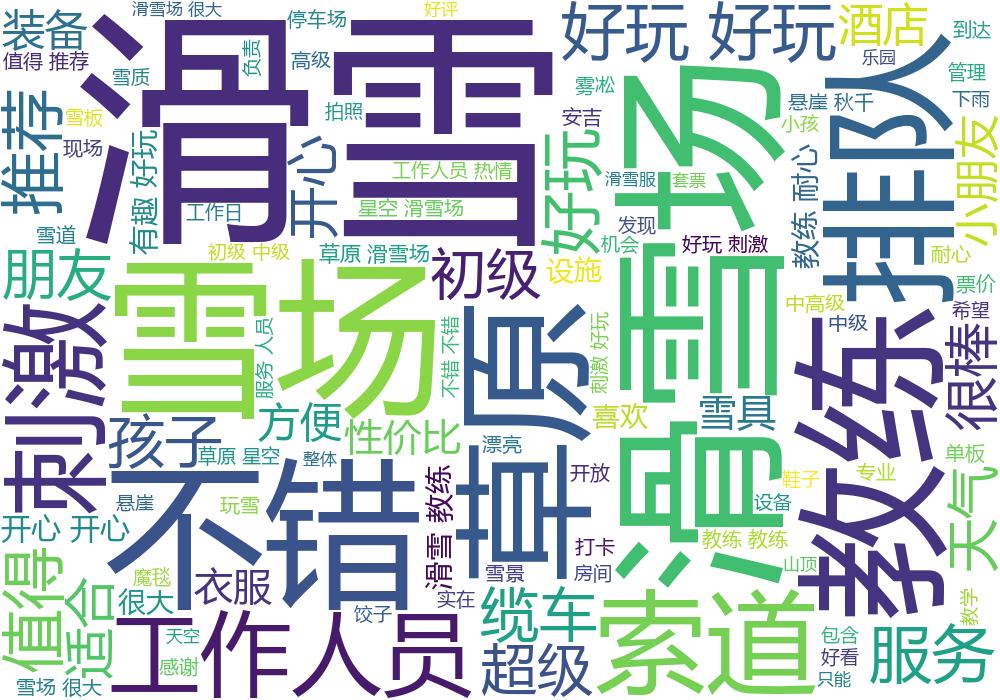 滑雪场 很大
停车场
好评
好玩 好玩
酒店
到达
装备
值得 推荐
雪质
负责
高级
滑雪
乐园
管理
下雨
拍照
雾凇
悬崖 秋千
雪板
现场
推荐
安吉
小孩
滑雪场
排队
小朋友
有趣 好玩
开心
工作人员 热情
好玩
滑雪服
套票
教练 耐心
工作日
星空 滑雪场
发现
雪道
初级 中级
草原 滑雪场
机会
好玩 刺激
耐心
朋友
雪场
初级
设施
票价
中高级
希望
中级
刺激
服务 人员
不错 不错
草原
刺激 好玩
教练
很棒
孩子
方便
性价比
喜欢
雪具
草原 星空
整体
漂亮
单板
悬崖
玩雪
不错
滑雪 教练
开放
鞋子
专业
设备
天气
开心 开心
教练 教练
打卡
山顶
值得
适合
魔毯
衣服
雪景
房间
很大
饺子
实在
缆车
索道
教学
工作人员
天空
感谢
超级
包含
好看
只能
服务
雪场 很大